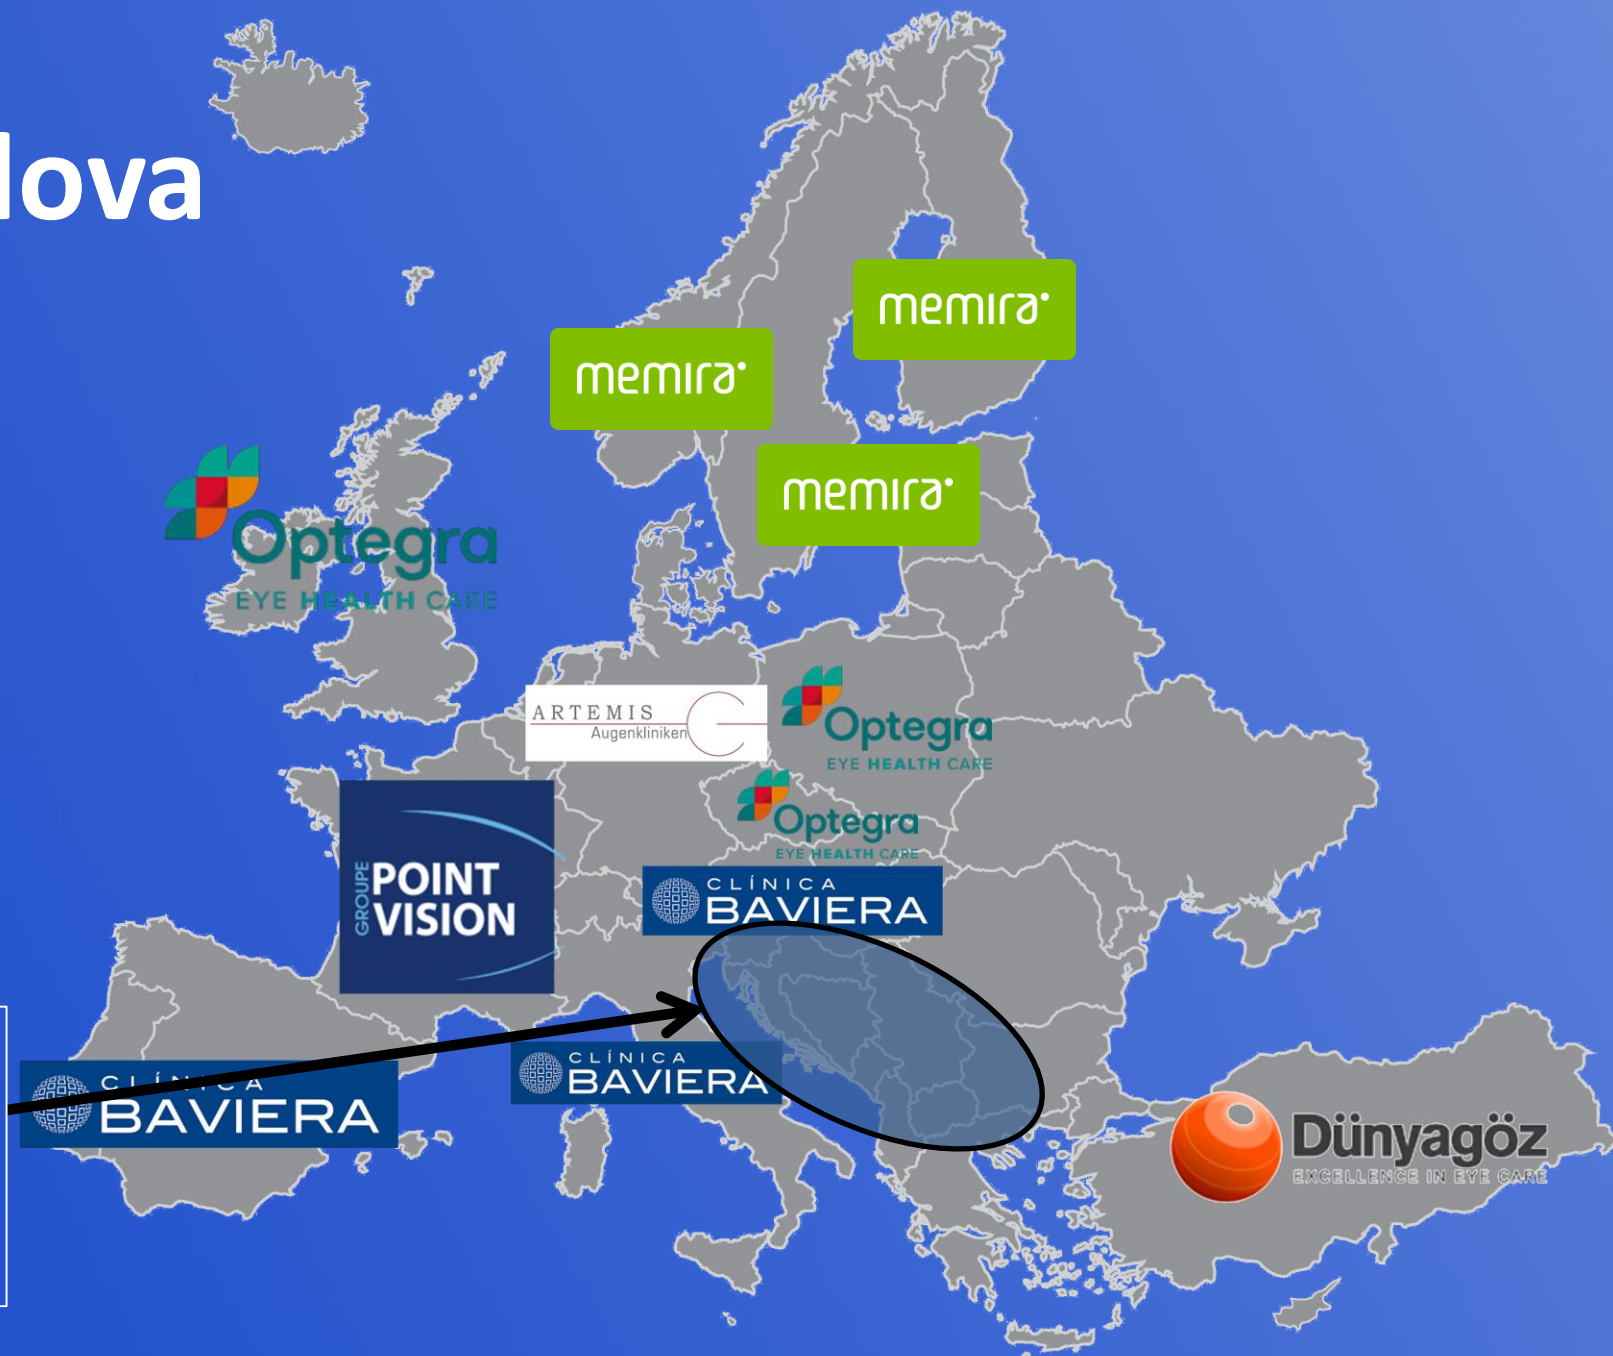 lova
memira
memira
memira
Optegra
EYE HEALTH CARE
ARTEMIS
Augenkliniken
Optegra
EYE HEALTH CARE
Optegra
EYE HEALTH CARE
GROUPE
POINT
VISION
CLÍNICA
BAVIERA
CLÍNICA
BAVIERA
CLÍNICA
BAVIERA
Dünyagöz
EXCELLENCE IN EYE CARE